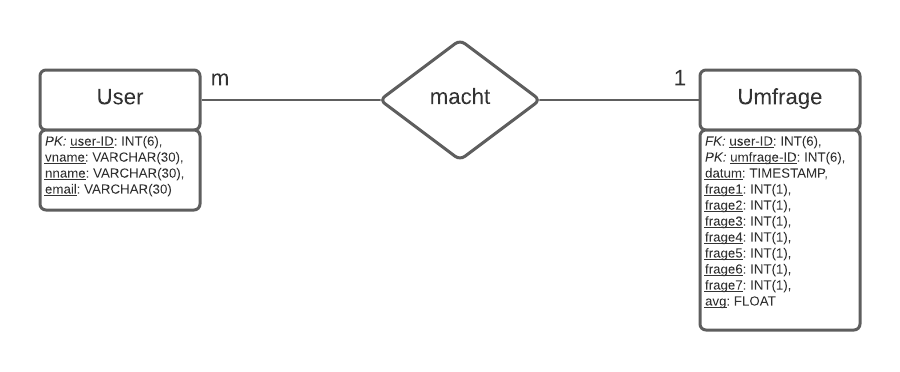 User
m
macht
1
Umfrage
PK: user-ID: INT(6),
vname: VARCHAR(30),
nname: VARCHAR(30),
email: VARCHAR(30)
FK: user-ID: INT(6),
PK: umfrage-ID: INT(6),
datum: TIMESTAMP,
frage1: INT(1),
frage2: INT(1),
frage3: INT(1),
frage4: INT(1),
frage5: INT(1),
frage6: INT(1),
frage7: INT(1),
avg: FLOAT